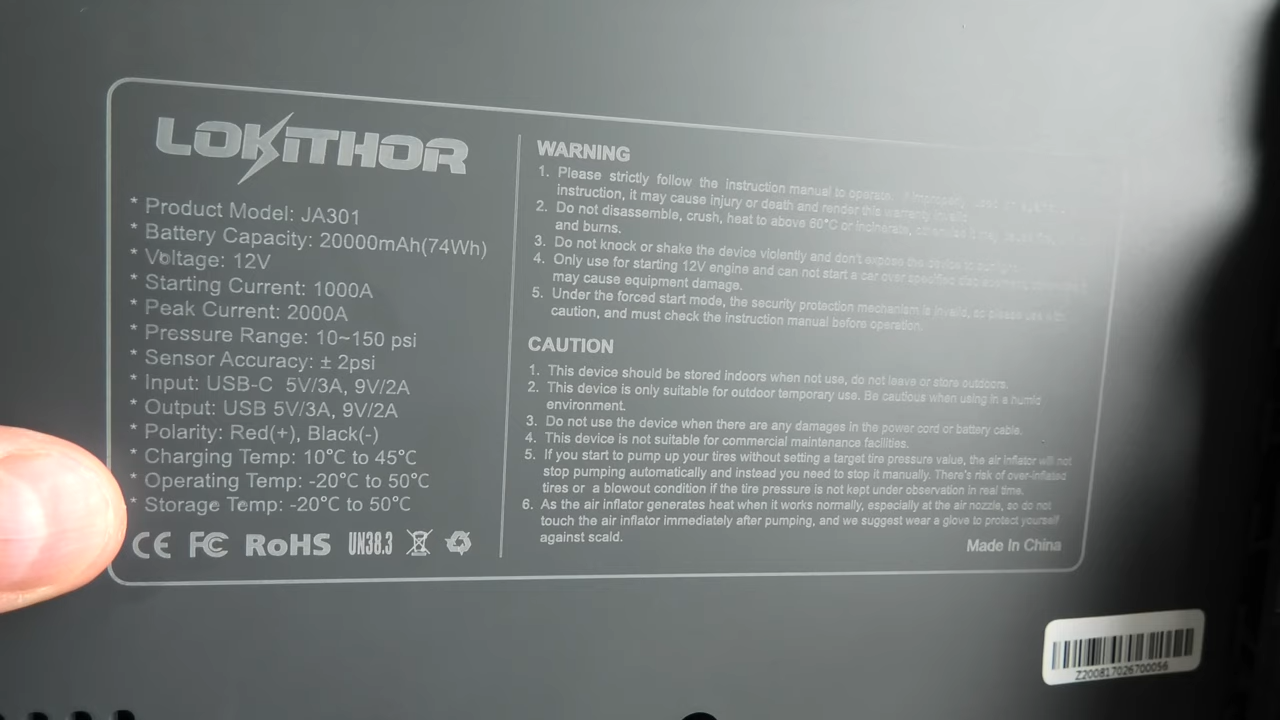 LOKITHOR
* Product Model: JA301
* Battery Capacity: 20000mAh(74Wh)
* Voltage: 12V
* Starting Current: 1000A
* Peak Current: 2000A
* Pressure Range: 10~150 psi
* Sensor Accuracy: ± 2psi
* Input: USB-C 5V/3A, 9V/2A
* Output: USB 5V/3A, 9V/2A
* Polarity: Red(+), Black(-)
* Charging Temp: 10°C to 45°C
* Operating Temp: -20°C to 50°C
* Storage Temp: -20°C to 50°C
CE FC RoHS UN38.3
WARNING
1. Please strictly follow the instruction manual to operate. If improperly used
instruction, it may cause injury or death and render this warranty invalid.
2. Do not disassemble, crush, heat to above 60°C or incinerate,
and burns.
3. Do not knock or shake the device violently and don't expose the device to
4. Only use for starting 12V engine and can not start a car over specified
may cause equipment damage.
5. Under the forced start mode, the security protection mechanism is invalid, so please use with
caution, and must check the instruction manual before operation.
CAUTION
1. This device should be stored indoors when not use, do not leave or store outdoors.
2. This device is only suitable for outdoor temporary use. Be cautious when using in a humid
environment.
3. Do not use the device when there are any damages in the power cord or battery cable.
4. This device is not suitable for commercial maintenance facilities.
5. If you start to pump up your tires without setting a target tire pressure value, the air inflator will not
stop pumping automatically and instead you need to stop it manually. There's risk of over-inflated
tires or a blowout condition if the tire pressure is not kept under observation in real time.
6. As the air inflator generates heat when it works normally, especially at the air nozzle, so do not
touch the air inflator immediately after pumping, and we suggest wear a glove to protect yourself
against scald.
Made In China
Z200817026700056